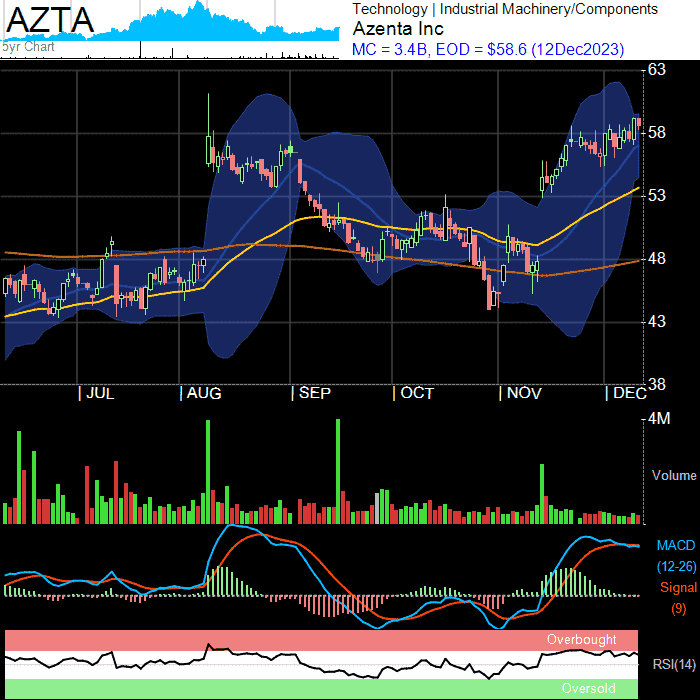 AZTA
5yr Chart
Technology | Industrial Machinery/Components
Azenta Inc
MC = 3.4B, EOD = $58.6 (12Dec2023)
63
58
53
48
43
38
| JUL | AUG | SEP | OCT | NOV | DEC
4M
Volume
MACD
(12-26)
Signal
(9)
Overbought
RSI(14)
Oversold